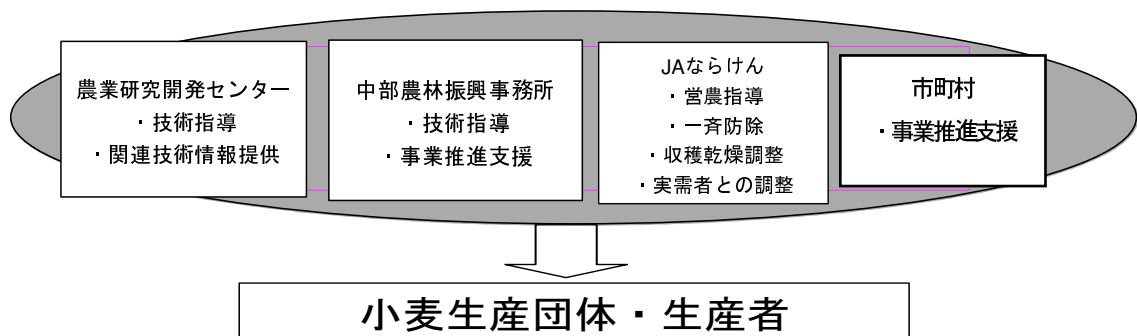 農業研究開発センター
・技術指導
・関連技術情報提供
中部農林振興事務所
・技術指導
・事業推進支援
JAならけん
・営農指導
・一斉防除
・収穫乾燥調整
・実需者との調整
市町村
・事業推進支援
小麦生産団体・生産者